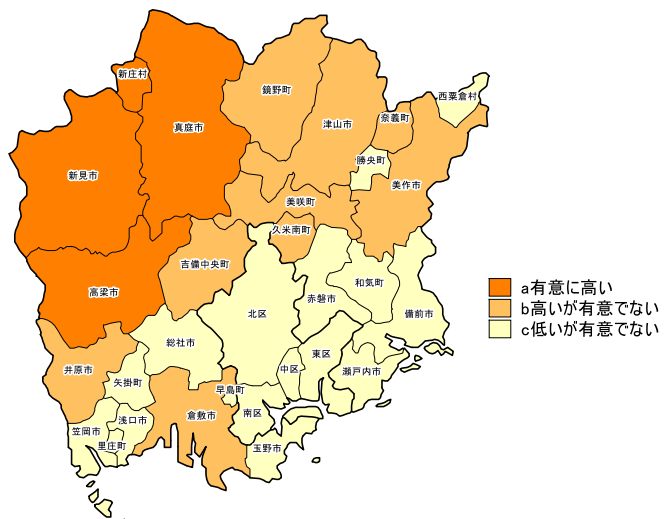 新庄村
真庭市
鏡野町
津山市
奈義町
西粟倉村
新見市
勝央町
美作市
美咲町
久米南町
吉備中央町
高梁市
和気町
赤磐市
備前市
北区
総社市
井原市
矢掛町
中区
東区
瀬戸内市
早島町
倉敷市
南区
浅口市
笠岡市
里庄町
玉野市
a有意に高い
b高いが有意でない
c低いが有意でない